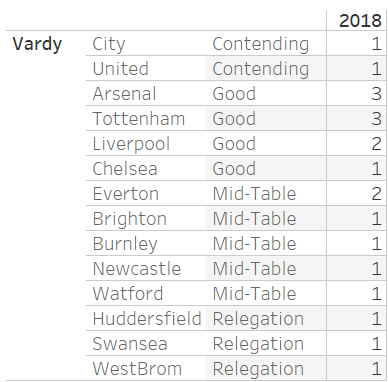 2018
Vardy City Contending 1
United Contending 1
Arsenal Good 3
Tottenham Good 3
Liverpool Good 2
Chelsea Good 1
Everton Mid-Table 2
Brighton Mid-Table 1
Burnley Mid-Table 1
Newcastle Mid-Table 1
Watford Mid-Table 1
Huddersfield Relegation 1
Swansea Relegation 1
WestBrom Relegation 1